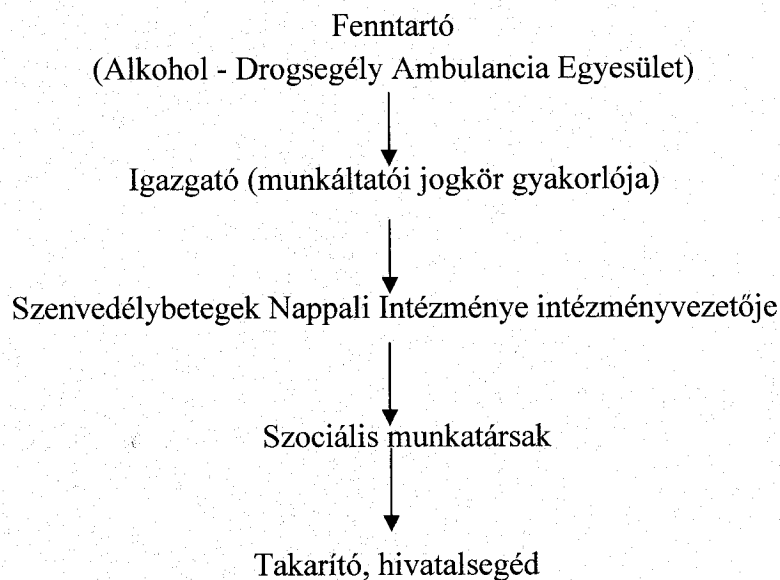 Fenntartó
(Alkohol - Drogsegély Ambulancia Egyesület)
Igazgató (munkáltatói jogkör gyakorlója)
Szenvedélybetegek Nappali Intézménye intézményvezetője
Szociális munkatársak
Takarító, hivatalsegéd